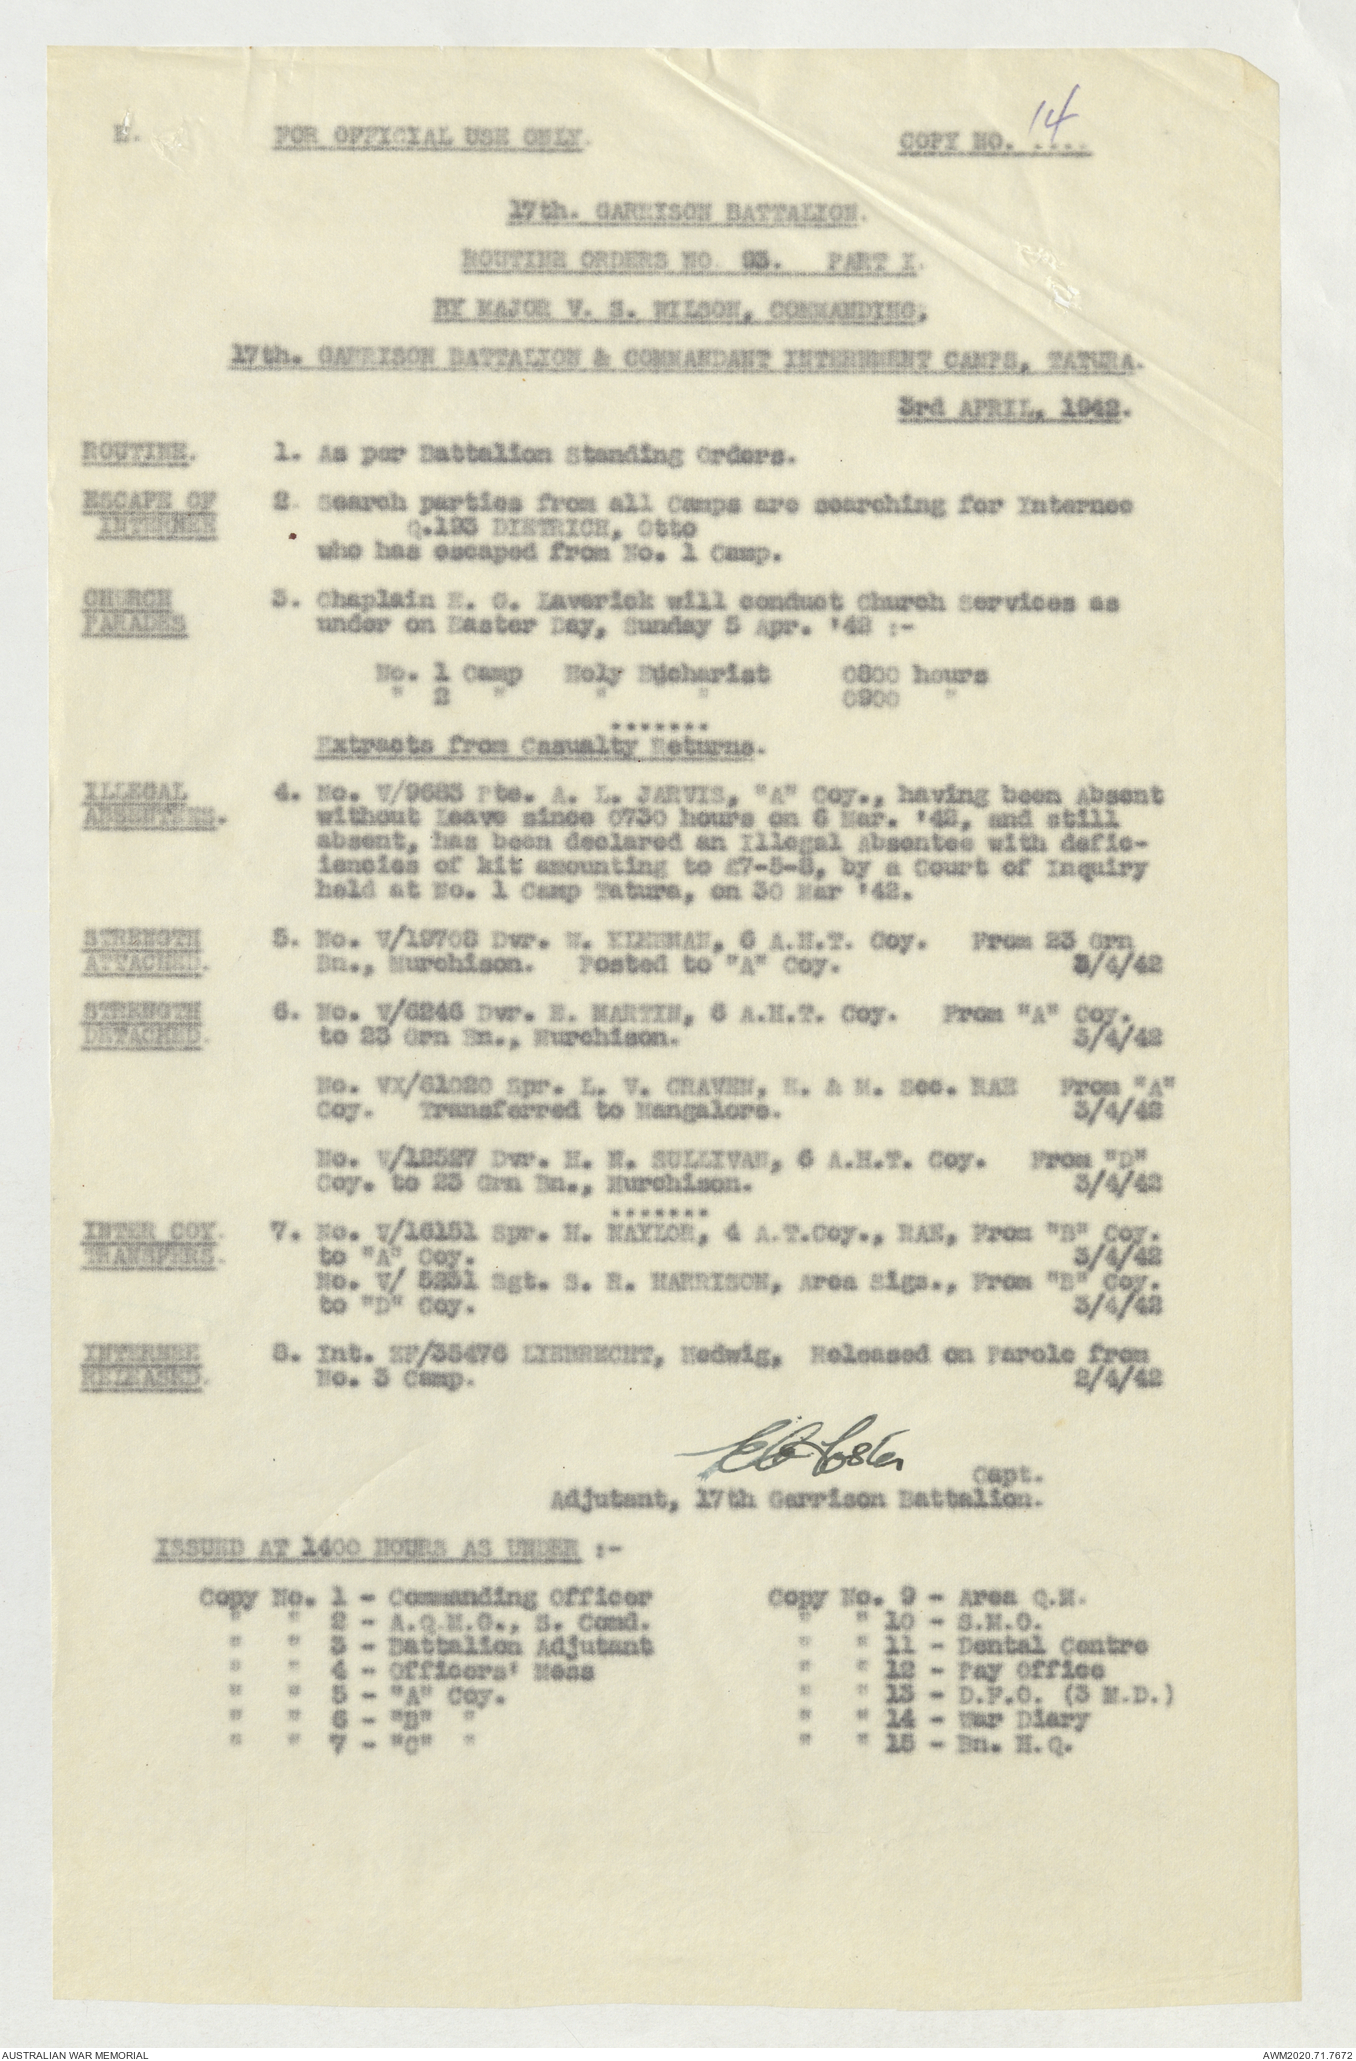 E. FOR OFFICIAL USE ONLY. COPY NO. 14
17th. GARRISON BATTALION.
ROUTINE ORDERS NO. 93. PART I.
BY MAJOR V. S. WILSON, COMMANDING,
17th. GARRISON BATTALION & COMMANDANT INTERNMENT CAMPS, TATURA.
3rd APRIL, 1942.
ROUTINE. 1. As per Battalion Standing Orders.
ESCAPE OF 2. Search parties from all Camps are searching for Internee
INTERNEE Q.193 DIETRICH, Otto
who has escaped from No. 1 Camp.
CHURCH 3. Chaplain E. G. Laverick will conduct Church Services as
PARADES under on Easter Day, Sunday 5 Apr. '42 :-
No. 1 Camp Holy Eucharist 0800 hours
" 2 " " " 0900 "
.......
Extracts from Casualty Returns.
ILLEGAL 4. No. V/9683 Pte. A. L. JARVIS, "A" Coy., having been Absent
ABSENTEES. without Leave since 0730 hours on 6 Mar. '42, and still
absent, has been declared an Illegal Absentee with defic-
iencies of kit amounting to £7-5-8, by a Court of Inquiry
held at No. 1 Camp Tatura, on 30 Mar '42.
STRENGTH 5. No. V/19708 Dvr. W. KLEEMAN, 6 A.H.T. Coy. From 23 Grn
ATTACHED. Bn., Murchison. Posted to "A" Coy. 3/4/42
STRENGTH 6. No. V/6246 Dvr. E. MARTIN, 6 A.H.T. Coy. From "A" Coy.
DETACHED. to 23 Grn Bn., Murchison. 3/4/42
No. VX/61020 Spr. L. V. CRAVEN, E. & M. Sec. RAE From "A"
Coy. Transferred to Mangalore. 3/4/42
No. V/12527 Dvr. H. N. SULLIVAN, 6 A.H.T. Coy. From "D"
Coy. to 23 Grn Bn., Murchison. 3/4/42
.......
INTER COY. 7. No. V/16151 Spr. H. NAYLOR, 4 A.T.Coy., RAE, From "B" Coy.
TRANSFERS. to "A" Coy. 3/4/42
No. V/ 5231 Sgt. S. R. HARRISON, Area Sigs., From "B" Coy.
to "D" Coy. 3/4/42
INTERNEE 8. Int. LYBBRECHT, Hedwig, Released on Parole from
RELEASED. No. 3 Camp. 2/4/42
Foster Capt.
Adjutant, 17th Garrison Battalion.
ISSUED AT 1400 HOURS AS UNDER :-
Copy No. 1 - Commanding Officer Copy No. 9 - Area Q.M.
" " 2 - A.Q.M.G., S. Comd. " " 10 - S.M.O.
" " 3 - Battalion Adjutant " " 11 - Dental Centre
" " 4 - Officers' Mess " " 12 - Pay Office
" " 5 - "A" Coy. " " 13 - D.F.O. (3 M.D.)
" " 6 - "B" " " " 14 - War Diary
" " 7 - "C" " " " 15 - Bn. H.Q.
AUSTRALIAN WAR MEMORIAL AWM2020.71.7672